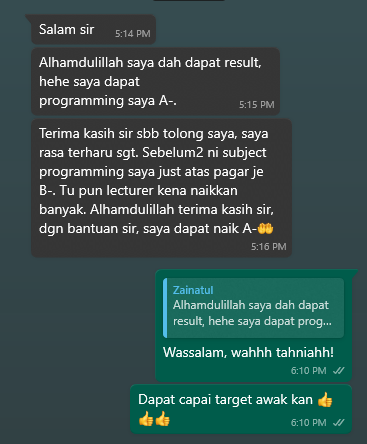 Salam sir
5:14 PM
Alhamdulillah saya dah dapat result,
hehe saya dapat
programming saya A-.
5:15 PM
Terima kasih sir sbb tolong saya, saya
rasa terharu sgt. Sebelum2 ni subject
programming saya just atas pagar je
B-. Tu pun lecturer kena naikkan
banyak. Alhamdulillah terima kasih sir,
dgn bantuan sir, saya dapat naik A-🤲
5:16 PM
Zainatul
Alhamdulillah saya dah dapat
result, hehe saya dapat prog...
Wassalam, wahhh tahniahh!
6:10 PM
Dapat capai target awak kan 👍
👍👍
6:10 PM